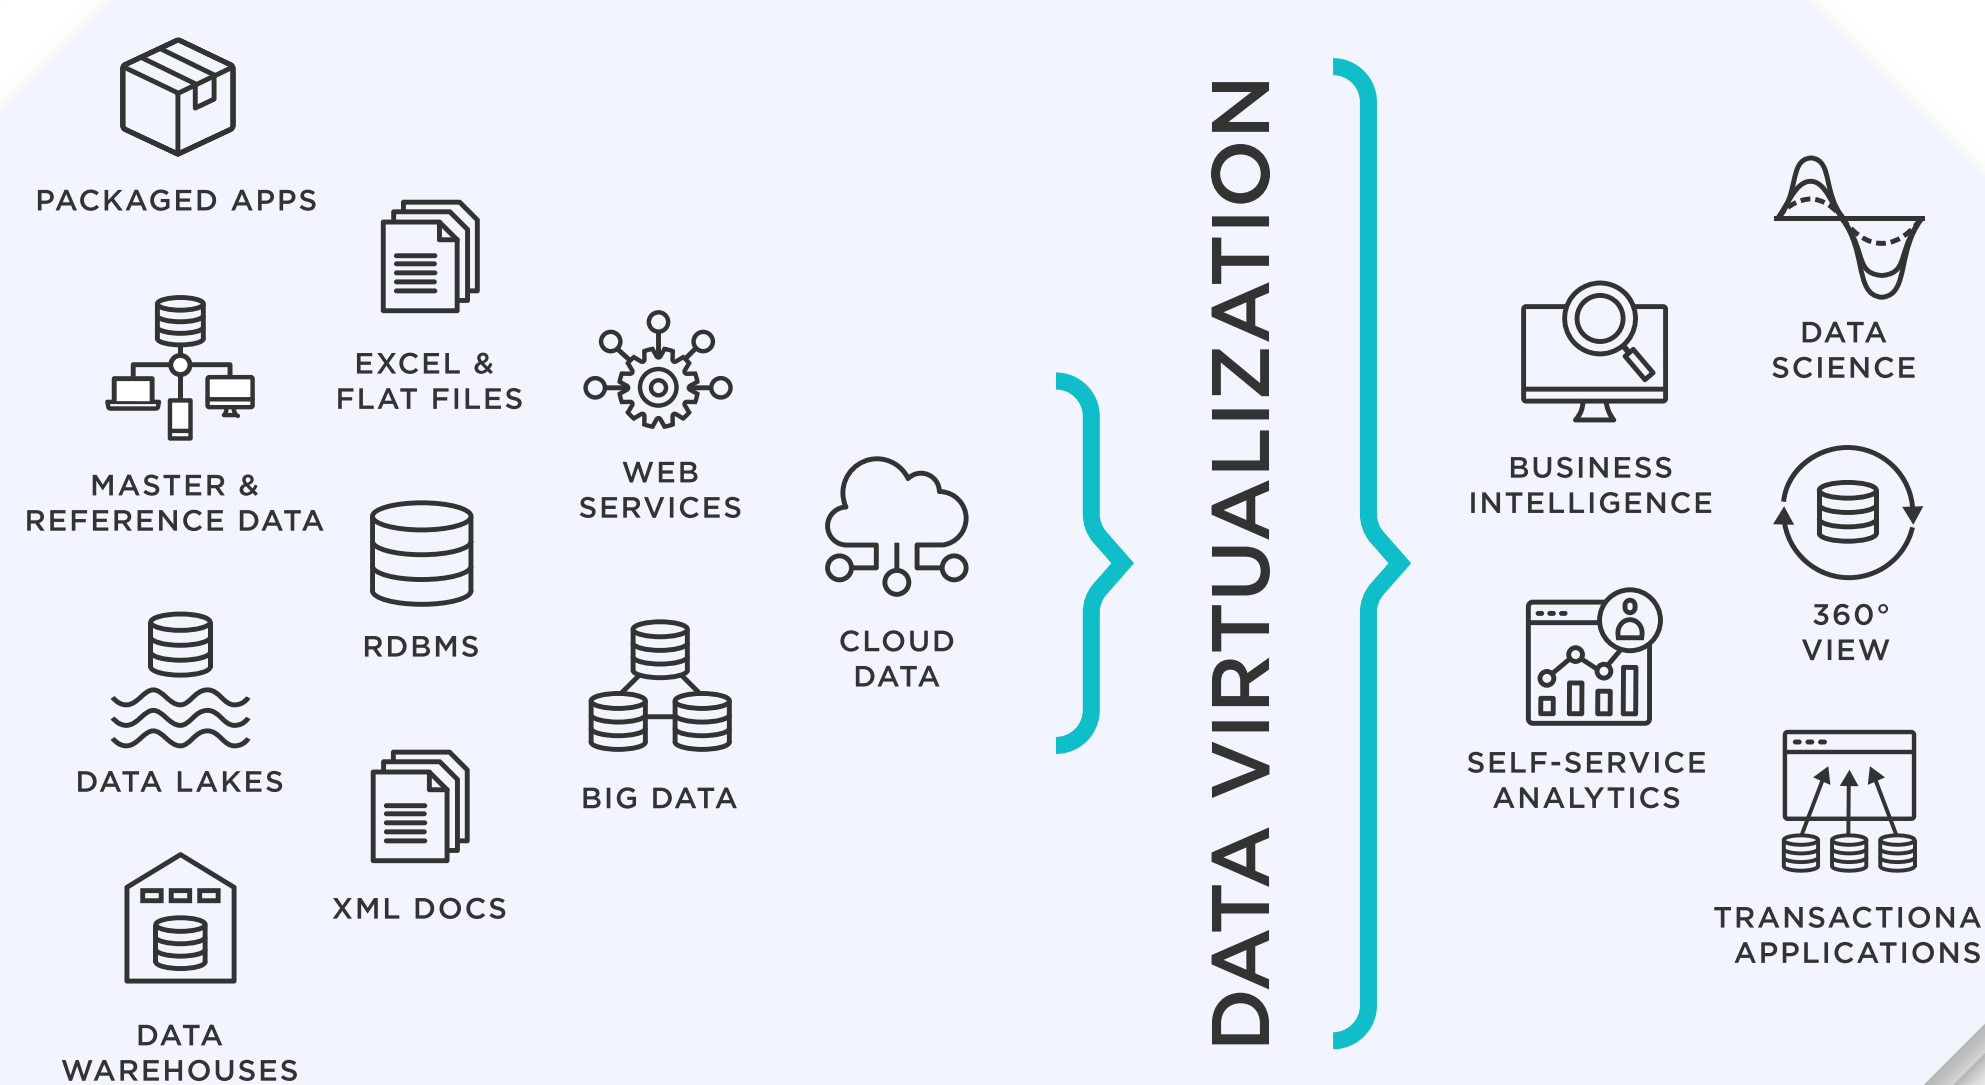 PACKAGED APPS
MASTER &
REFERENCE DATA
DATA LAKES
DATA
WAREHOUSES
EXCEL &
FLAT FILES
RDBMS
XML DOCS
WEB
SERVICES
BIG DATA
CLOUD
DATA
DATA VIRTUALIZATION
BUSINESS
INTELLIGENCE
SELF-SERVICE
ANALYTICS
DATA
SCIENCE
360°
VIEW
TRANSACTIONA
APPLICATIONS